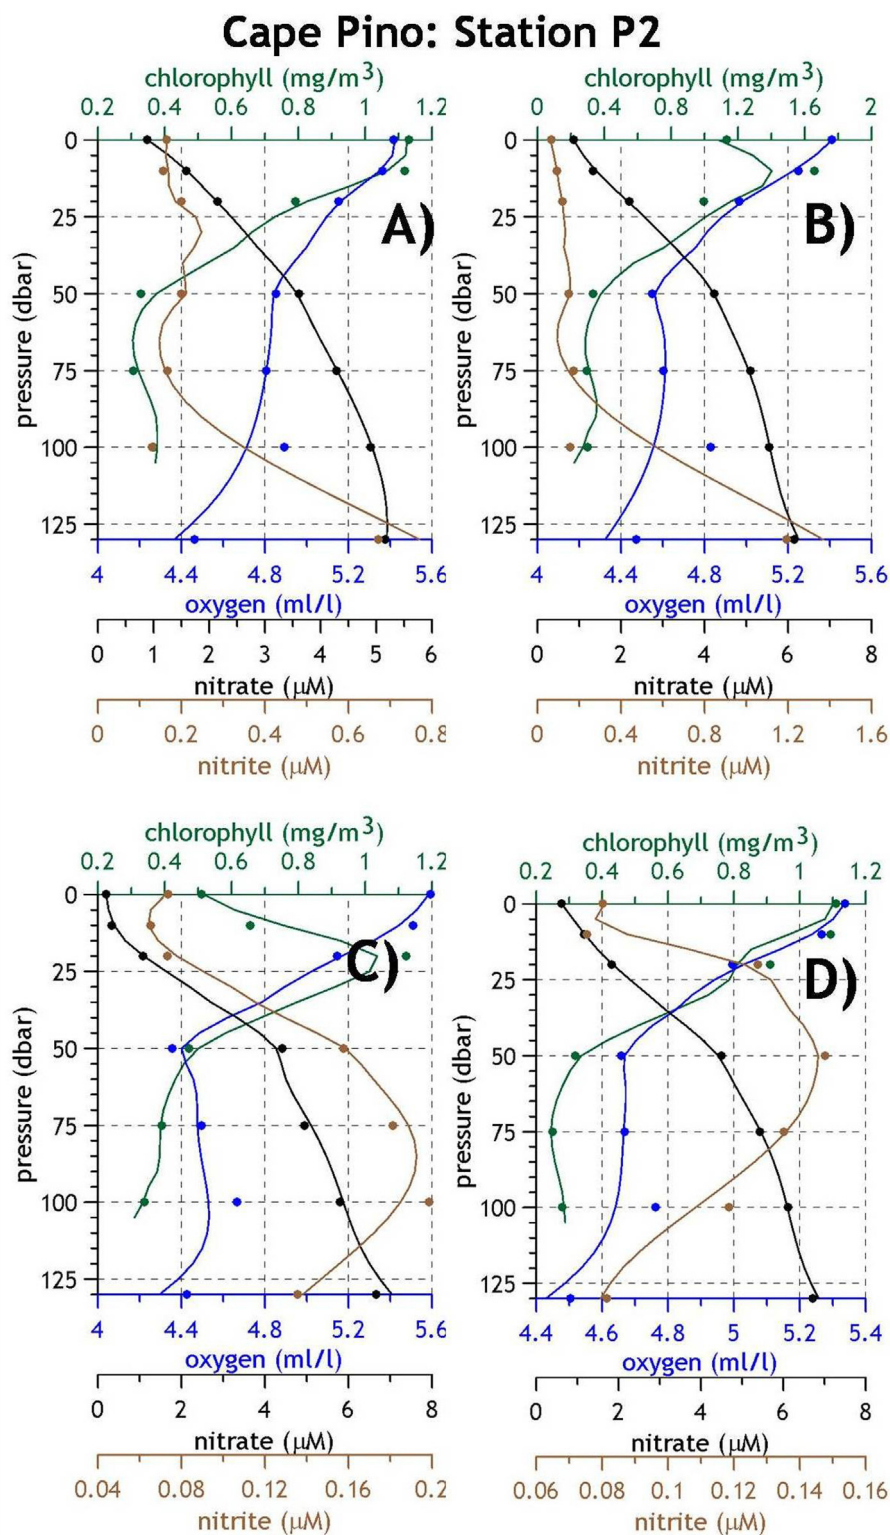 Cape Pino: Station P2
chlorophyll (mg/m3)
0.2 0.4 0.6 0.8 1 1.2
0
25
50
75
100
125
pressure (dbar)
A)
4 4.4 4.8 5.2 5.6
oxygen (ml/l)
0 1 2 3 4 5 6
nitrate (μM)
0 0.2 0.4 0.6 0.8
nitrite (μM)
chlorophyll (mg/m3)
0 0.4 0.8 1.2 1.6 2
0
25
50
75
100
125
pressure (dbar)
B)
4 4.4 4.8 5.2 5.6
oxygen (ml/l)
0 2 4 6 8
nitrate (μM)
0 0.4 0.8 1.2 1.6
nitrite (μM)
chlorophyll (mg/m3)
0.2 0.4 0.6 0.8 1 1.2
0
25
50
75
100
125
pressure (dbar)
C)
4 4.4 4.8 5.2 5.6
oxygen (ml/l)
0 2 4 6 8
nitrate (μM)
0.04 0.08 0.12 0.16 0.2
nitrite (μM)
chlorophyll (mg/m3)
0.2 0.4 0.6 0.8 1 1.2
0
25
50
75
100
125
pressure (dbar)
D)
4.4 4.6 4.8 5 5.2 5.4
oxygen (ml/l)
0 2 4 6 8
nitrate (μM)
0.06 0.08 0.1 0.12 0.14 0.16
nitrite (μM)